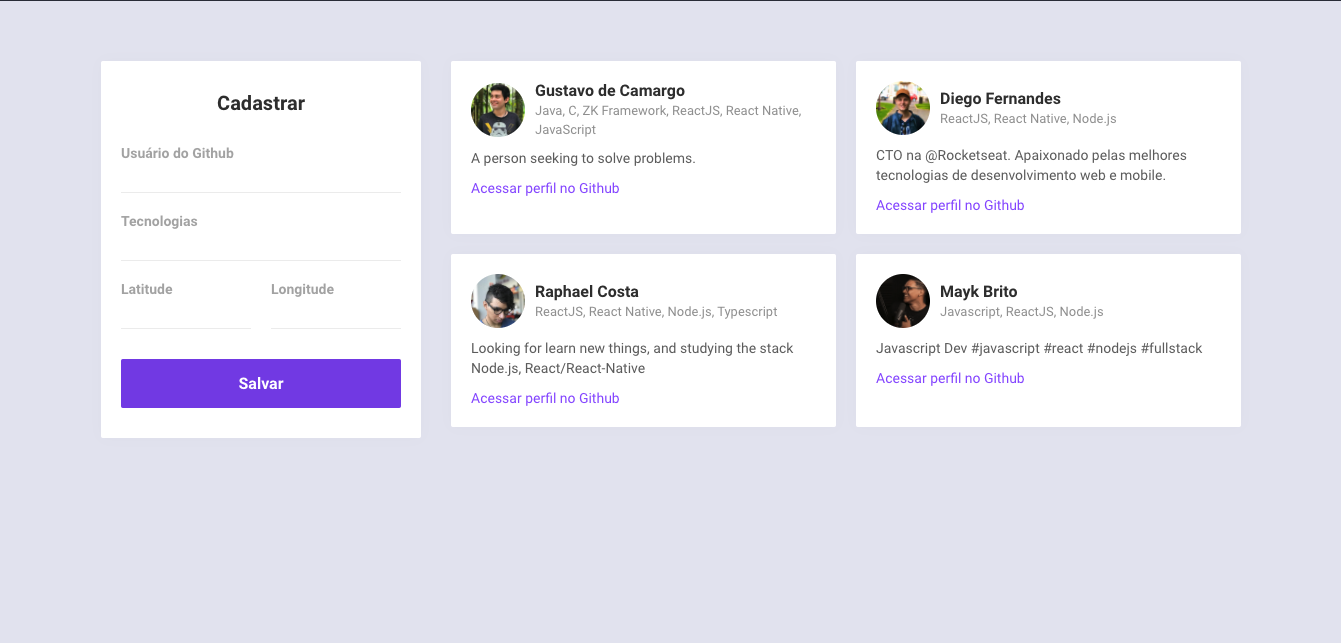 Cadastrar
Usuário do Github
Tecnologias
Latitude
Longitude
Salvar
Gustavo de Camargo
Java, C, ZK Framework, ReactJS, React Native,
JavaScript
A person seeking to solve problems.
Acessar perfil no Github
Diego Fernandes
ReactJS, React Native, Node.js
CTO na @Rocketseat. Apaixonado pelas melhores
tecnologias de desenvolvimento web e mobile.
Acessar perfil no Github
Raphael Costa
ReactJS, React Native, Node.js, Typescript
Looking for learn new things, and studying the stack
Node.js, React/React-Native
Acessar perfil no Github
Mayk Brito
Javascript, ReactJS, Node.js
Javascript Dev #javascript #react #nodejs #fullstack
Acessar perfil no Github